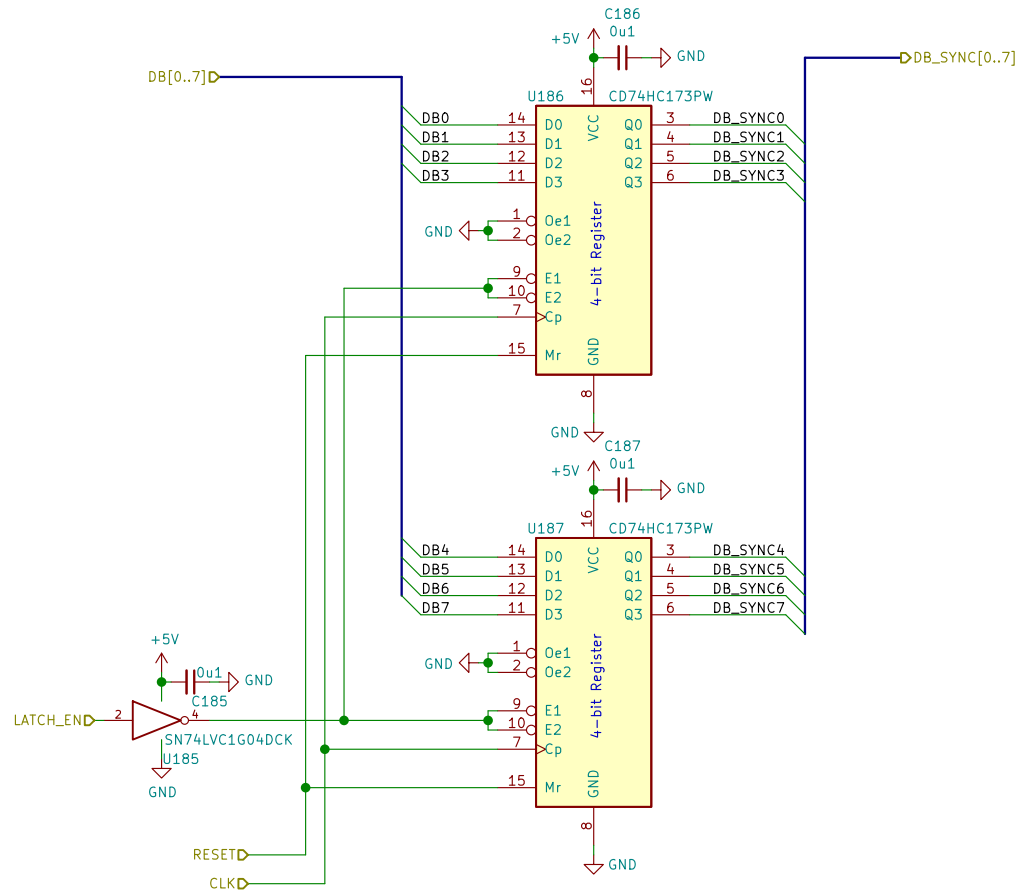 C186
0u1
+5V
GND
DB[0..7]
DB_SYNC[0..7]
16
U186
CD74HC173PW
VCC
DB0
14
D0
Q0
3
DB_SYNC0
DB1
13
D1
Q1
4
DB_SYNC1
DB2
12
D2
Q2
5
DB_SYNC2
DB3
11
D3
Q3
6
DB_SYNC3
GND
1
Oe1
2
Oe2
4-bit Register
9
E1
10
E2
7
Cp
15
Mr
GND
8
GND
C187
0u1
+5V
GND
16
U187
CD74HC173PW
VCC
DB4
14
D0
Q0
3
DB_SYNC4
DB5
13
D1
Q1
4
DB_SYNC5
DB6
12
D2
Q2
5
DB_SYNC6
DB7
11
D3
Q3
6
DB_SYNC7
GND
1
Oe1
2
Oe2
4-bit Register
9
E1
10
E2
7
Cp
15
Mr
GND
8
GND
+5V
0u1
GND
C185
LATCH_EN
2
4
SN74LVC1G04DCK
U185
GND
RESET
CLK